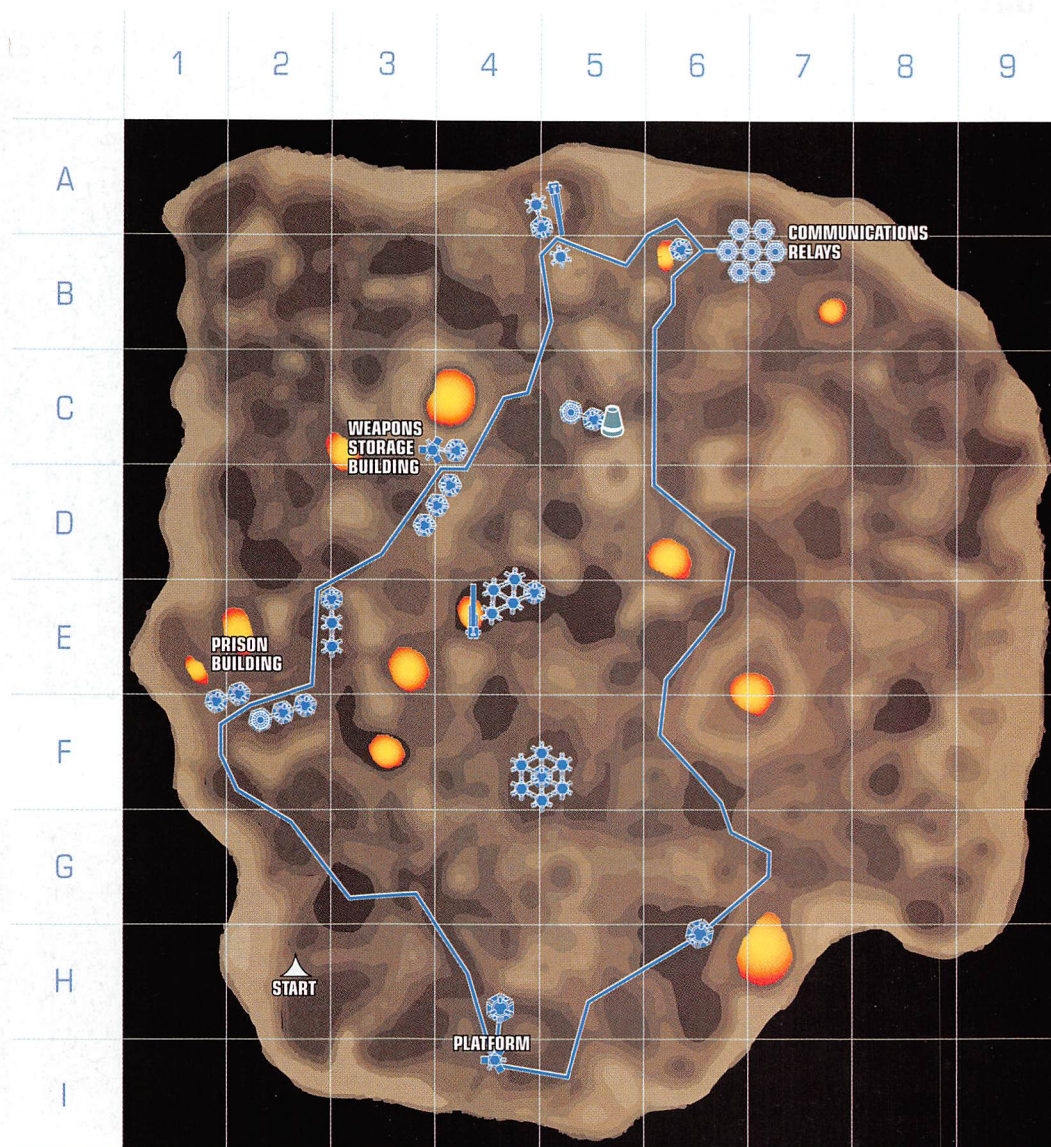 1 2 3 4 5 6 7 8 9
A
COMMUNICATIONS
RELAYS
B
C
WEAPONS
STORAGE
BUILDING
D
E
PRISON
BUILDING
F
G
H
START
PLATFORM
I